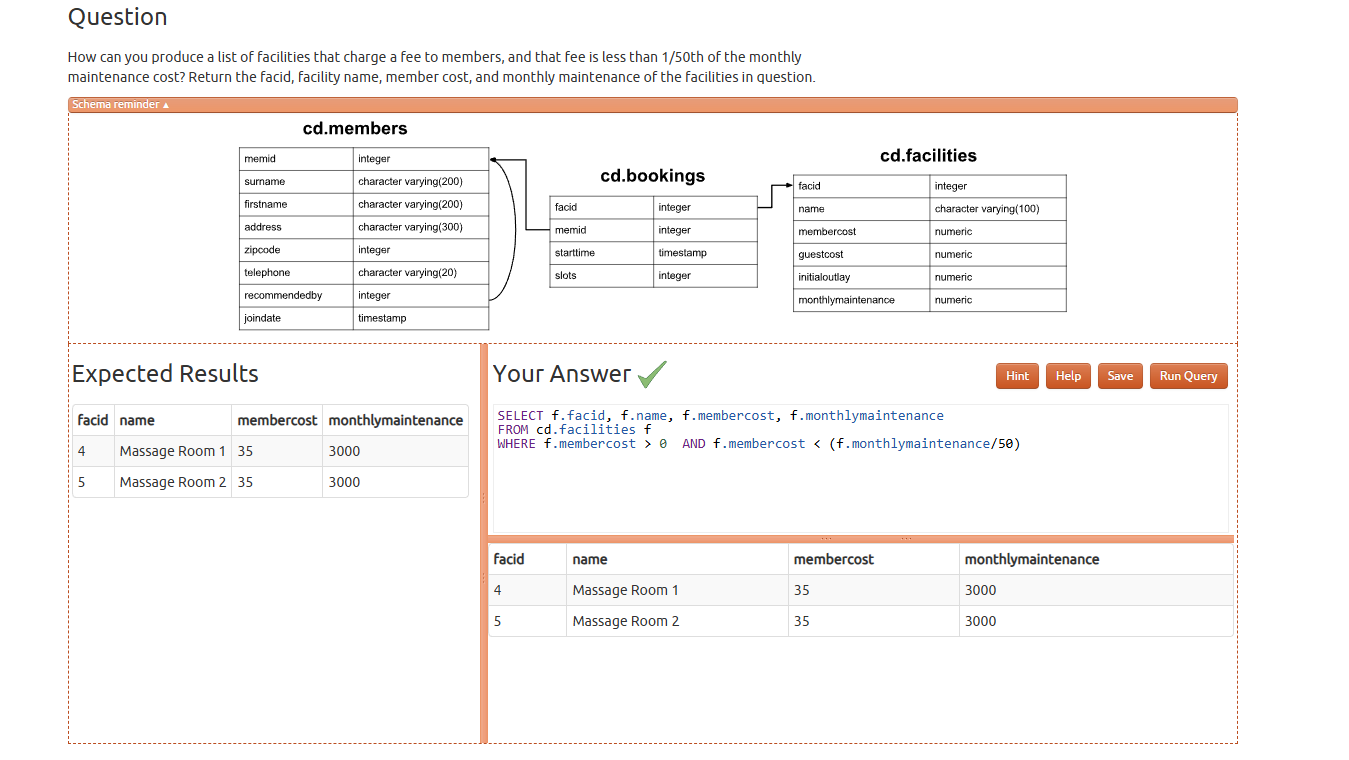 Question
How can you produce a list of facilities that charge a fee to members, and that fee is less than 1/50th of the monthly
maintenance cost? Return the facid, facility name, member cost, and monthly maintenance of the facilities in question.
Schema reminder ▴
cd.members
memid integer
surname character varying(200)
firstname character varying(200)
address character varying(300)
zipcode integer
telephone character varying(20)
recommendedby integer
joindate timestamp
cd.bookings
facid integer
memid integer
starttime timestamp
slots integer
cd.facilities
facid integer
name character varying(100)
membercost numeric
guestcost numeric
initialoutlay numeric
monthlymaintenance numeric
Expected Results
facid name membercost monthlymaintenance
4 Massage Room 1 35 3000
5 Massage Room 2 35 3000
Your Answer
Hint Help Save Run Query
SELECT f.facid, f.name, f.membercost, f.monthlymaintenance
FROM cd.facilities f
WHERE f.membercost > 0  AND f.membercost < (f.monthlymaintenance/50)
facid name membercost monthlymaintenance
4 Massage Room 1 35 3000
5 Massage Room 2 35 3000